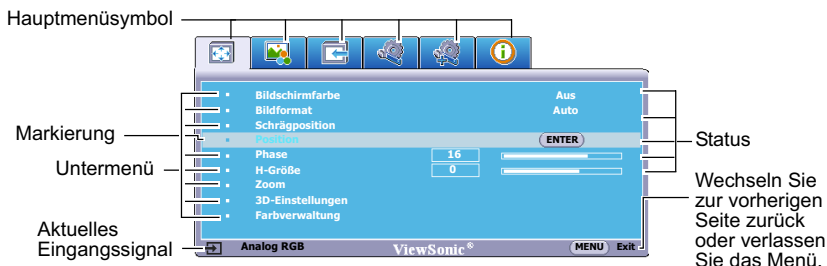 Hauptmenüsymbol
Bildschirmfarbe Aus
Bildformat Auto
Schrägposition
Markierung
Position ENTER
Status
Phase 16
Untermenü
H-Größe 0
Zoom
3D-Einstellungen
Farbverwaltung
Wechseln Sie
zur vorherigen
Seite zurück
oder verlassen
Sie das Menü.
Aktuelles
Eingangssignal
Analog RGB ViewSonic® MENU Exit